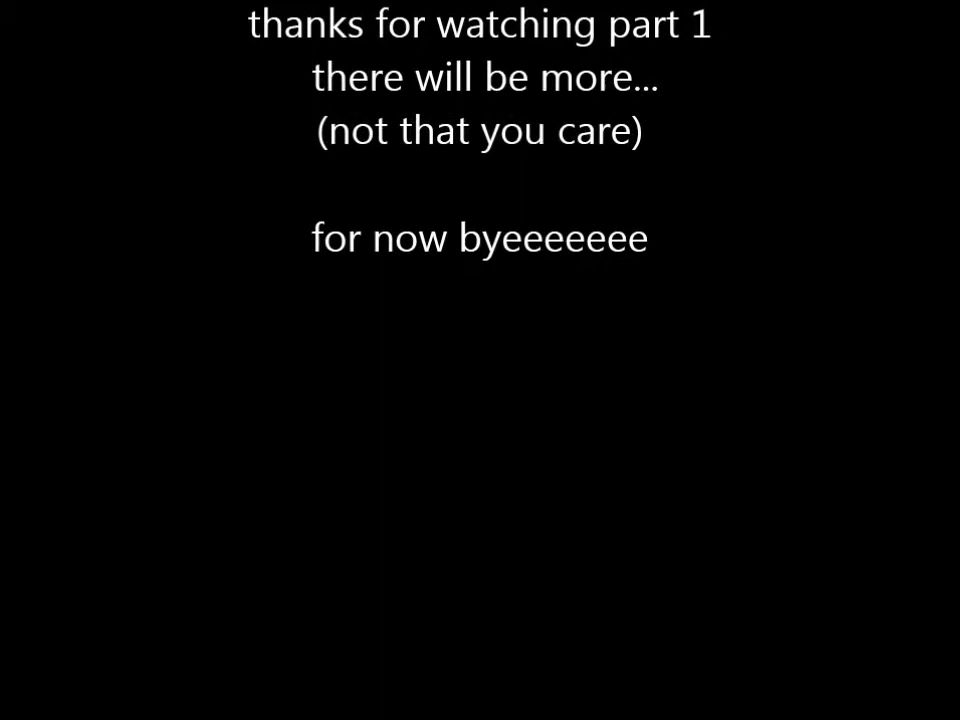 thanks for watching part 1
there will be more...
(not that you care)
for now byeeeeeee